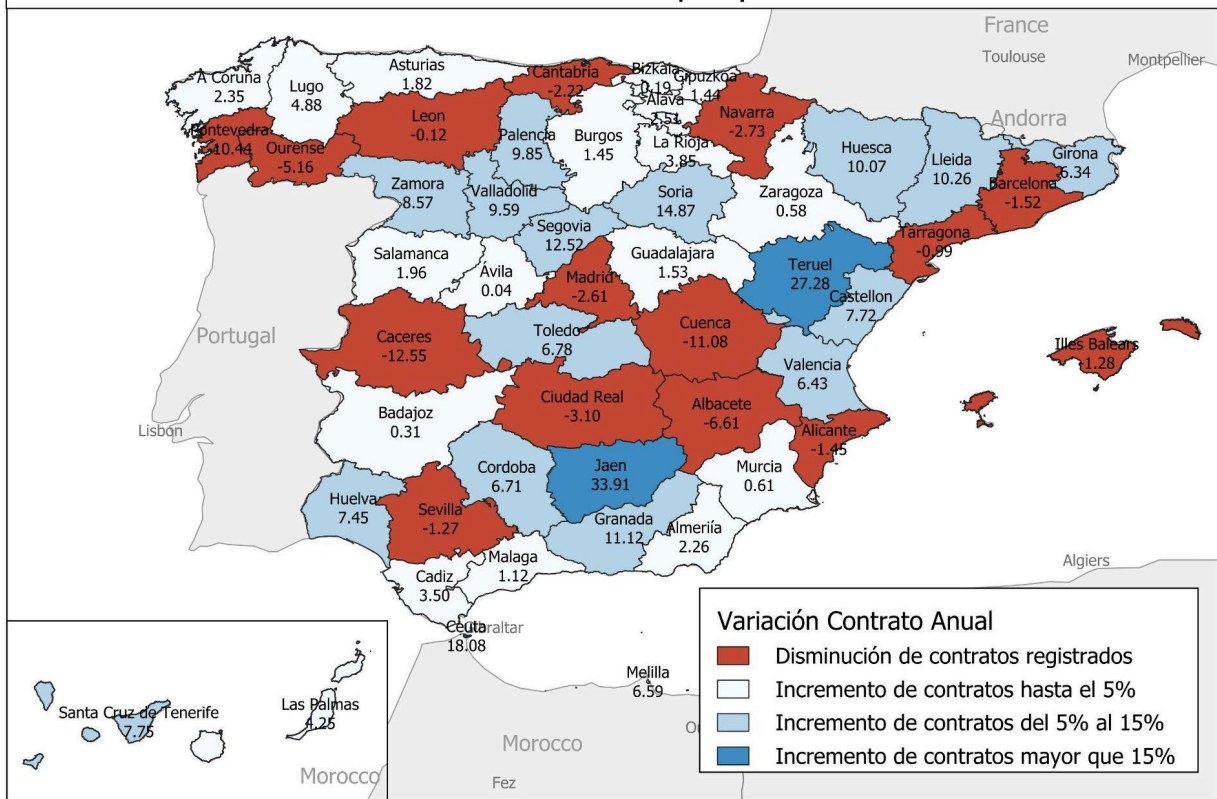 France
Toulouse
Montpellier
Andorra
A Coruña
2.35
Lugo
4.88
Asturias
1.82
Cantabria
-2.22
Bizkaia
0.19
Gipuzkoa
1.44
Alava
2.51
Navarra
-2.73
Pontevedra
-10.44
Ourense
-5.16
Leon
-0.12
Palencia
9.85
Burgos
1.45
La Rioja
3.85
Huesca
10.07
Lleida
10.26
Girona
6.34
Barcelona
-1.52
Zamora
8.57
Valladolid
9.59
Soria
14.87
Zaragoza
0.58
Tarragona
-0.99
Segovia
12.52
Salamanca
1.96
Ávila
0.04
Madrid
-2.61
Guadalajara
1.53
Teruel
27.28
Castellon
7.72
Portugal
Caceres
-12.55
Toledo
6.78
Cuenca
-11.08
Valencia
6.43
Illes Balears
-1.28
Lisbon
Badajoz
0.31
Ciudad Real
-3.10
Albacete
-6.61
Alicante
-1.45
Huelva
7.45
Sevilla
-1.27
Cordoba
6.71
Jaen
33.91
Murcia
0.61
Granada
11.12
Almeriía
2.26
Cadiz
3.50
Malaga
1.12
Algiers
Ceuta
18.08
Gibraltar
Melilla
6.59
Santa Cruz de Tenerife
7.75
Las Palmas
4.25
Morocco
Morocco
Fez
Variación Contrato Anual
Disminución de contratos registrados
Incremento de contratos hasta el 5%
Incremento de contratos del 5% al 15%
Incremento de contratos mayor que 15%